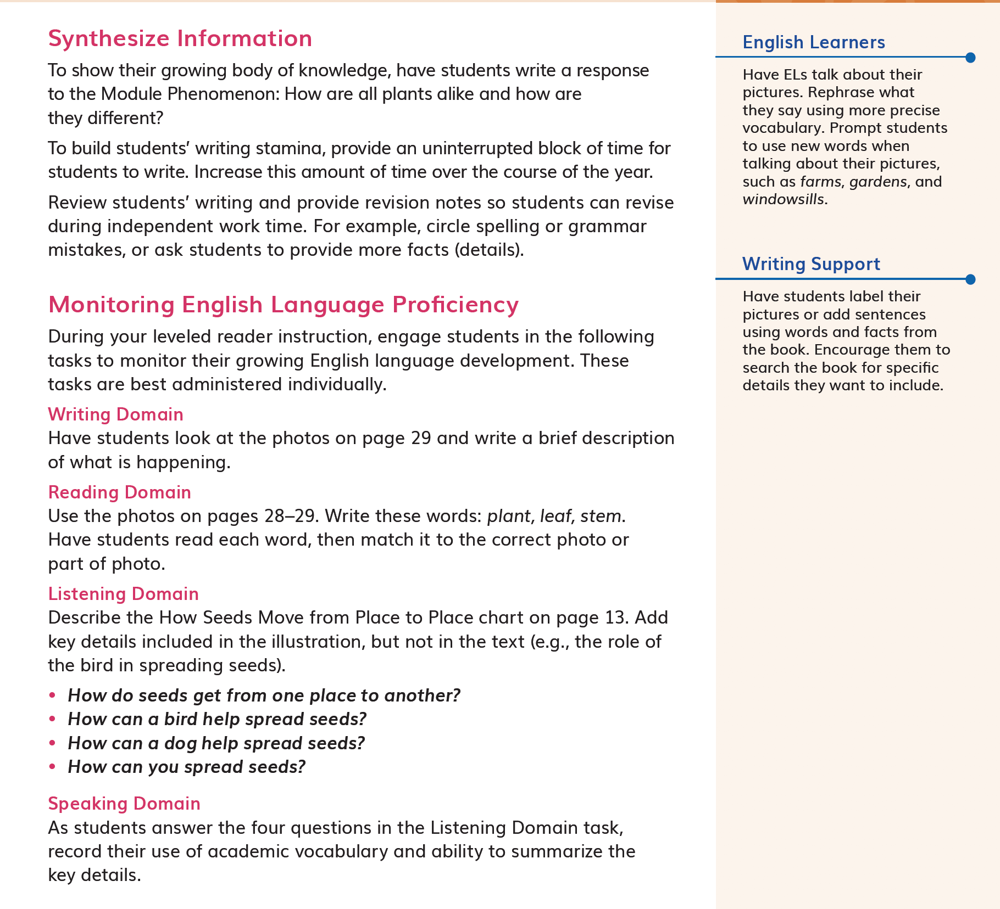 Synthesize Information
To show their growing body of knowledge, have students write a response
to the Module Phenomenon: How are all plants alike and how are
they different?
To build students’ writing stamina, provide an uninterrupted block of time for
students to write. Increase this amount of time over the course of the year.
Review students’ writing and provide revision notes so students can revise
during independent work time. For example, circle spelling or grammar
mistakes, or ask students to provide more facts (details).
Monitoring English Language Proficiency
During your leveled reader instruction, engage students in the following
tasks to monitor their growing English language development. These
tasks are best administered individually.
Writing Domain
Have students look at the photos on page 29 and write a brief description
of what is happening.
Reading Domain
Use the photos on pages 28–29. Write these words: plant, leaf, stem.
Have students read each word, then match it to the correct photo or
part of photo.
Listening Domain
Describe the How Seeds Move from Place to Place chart on page 13. Add
key details included in the illustration, but not in the text (e.g., the role of
the bird in spreading seeds).
• How do seeds get from one place to another?
• How can a bird help spread seeds?
• How can a dog help spread seeds?
• How can you spread seeds?
Speaking Domain
As students answer the four questions in the Listening Domain task,
record their use of academic vocabulary and ability to summarize the
key details.
English Learners
Have ELs talk about their
pictures. Rephrase what
they say using more precise
vocabulary. Prompt students
to use new words when
talking about their pictures,
such as farms, gardens, and
windowsills.
Writing Support
Have students label their
pictures or add sentences
using words and facts from
the book. Encourage them to
search the book for specific
details they want to include.